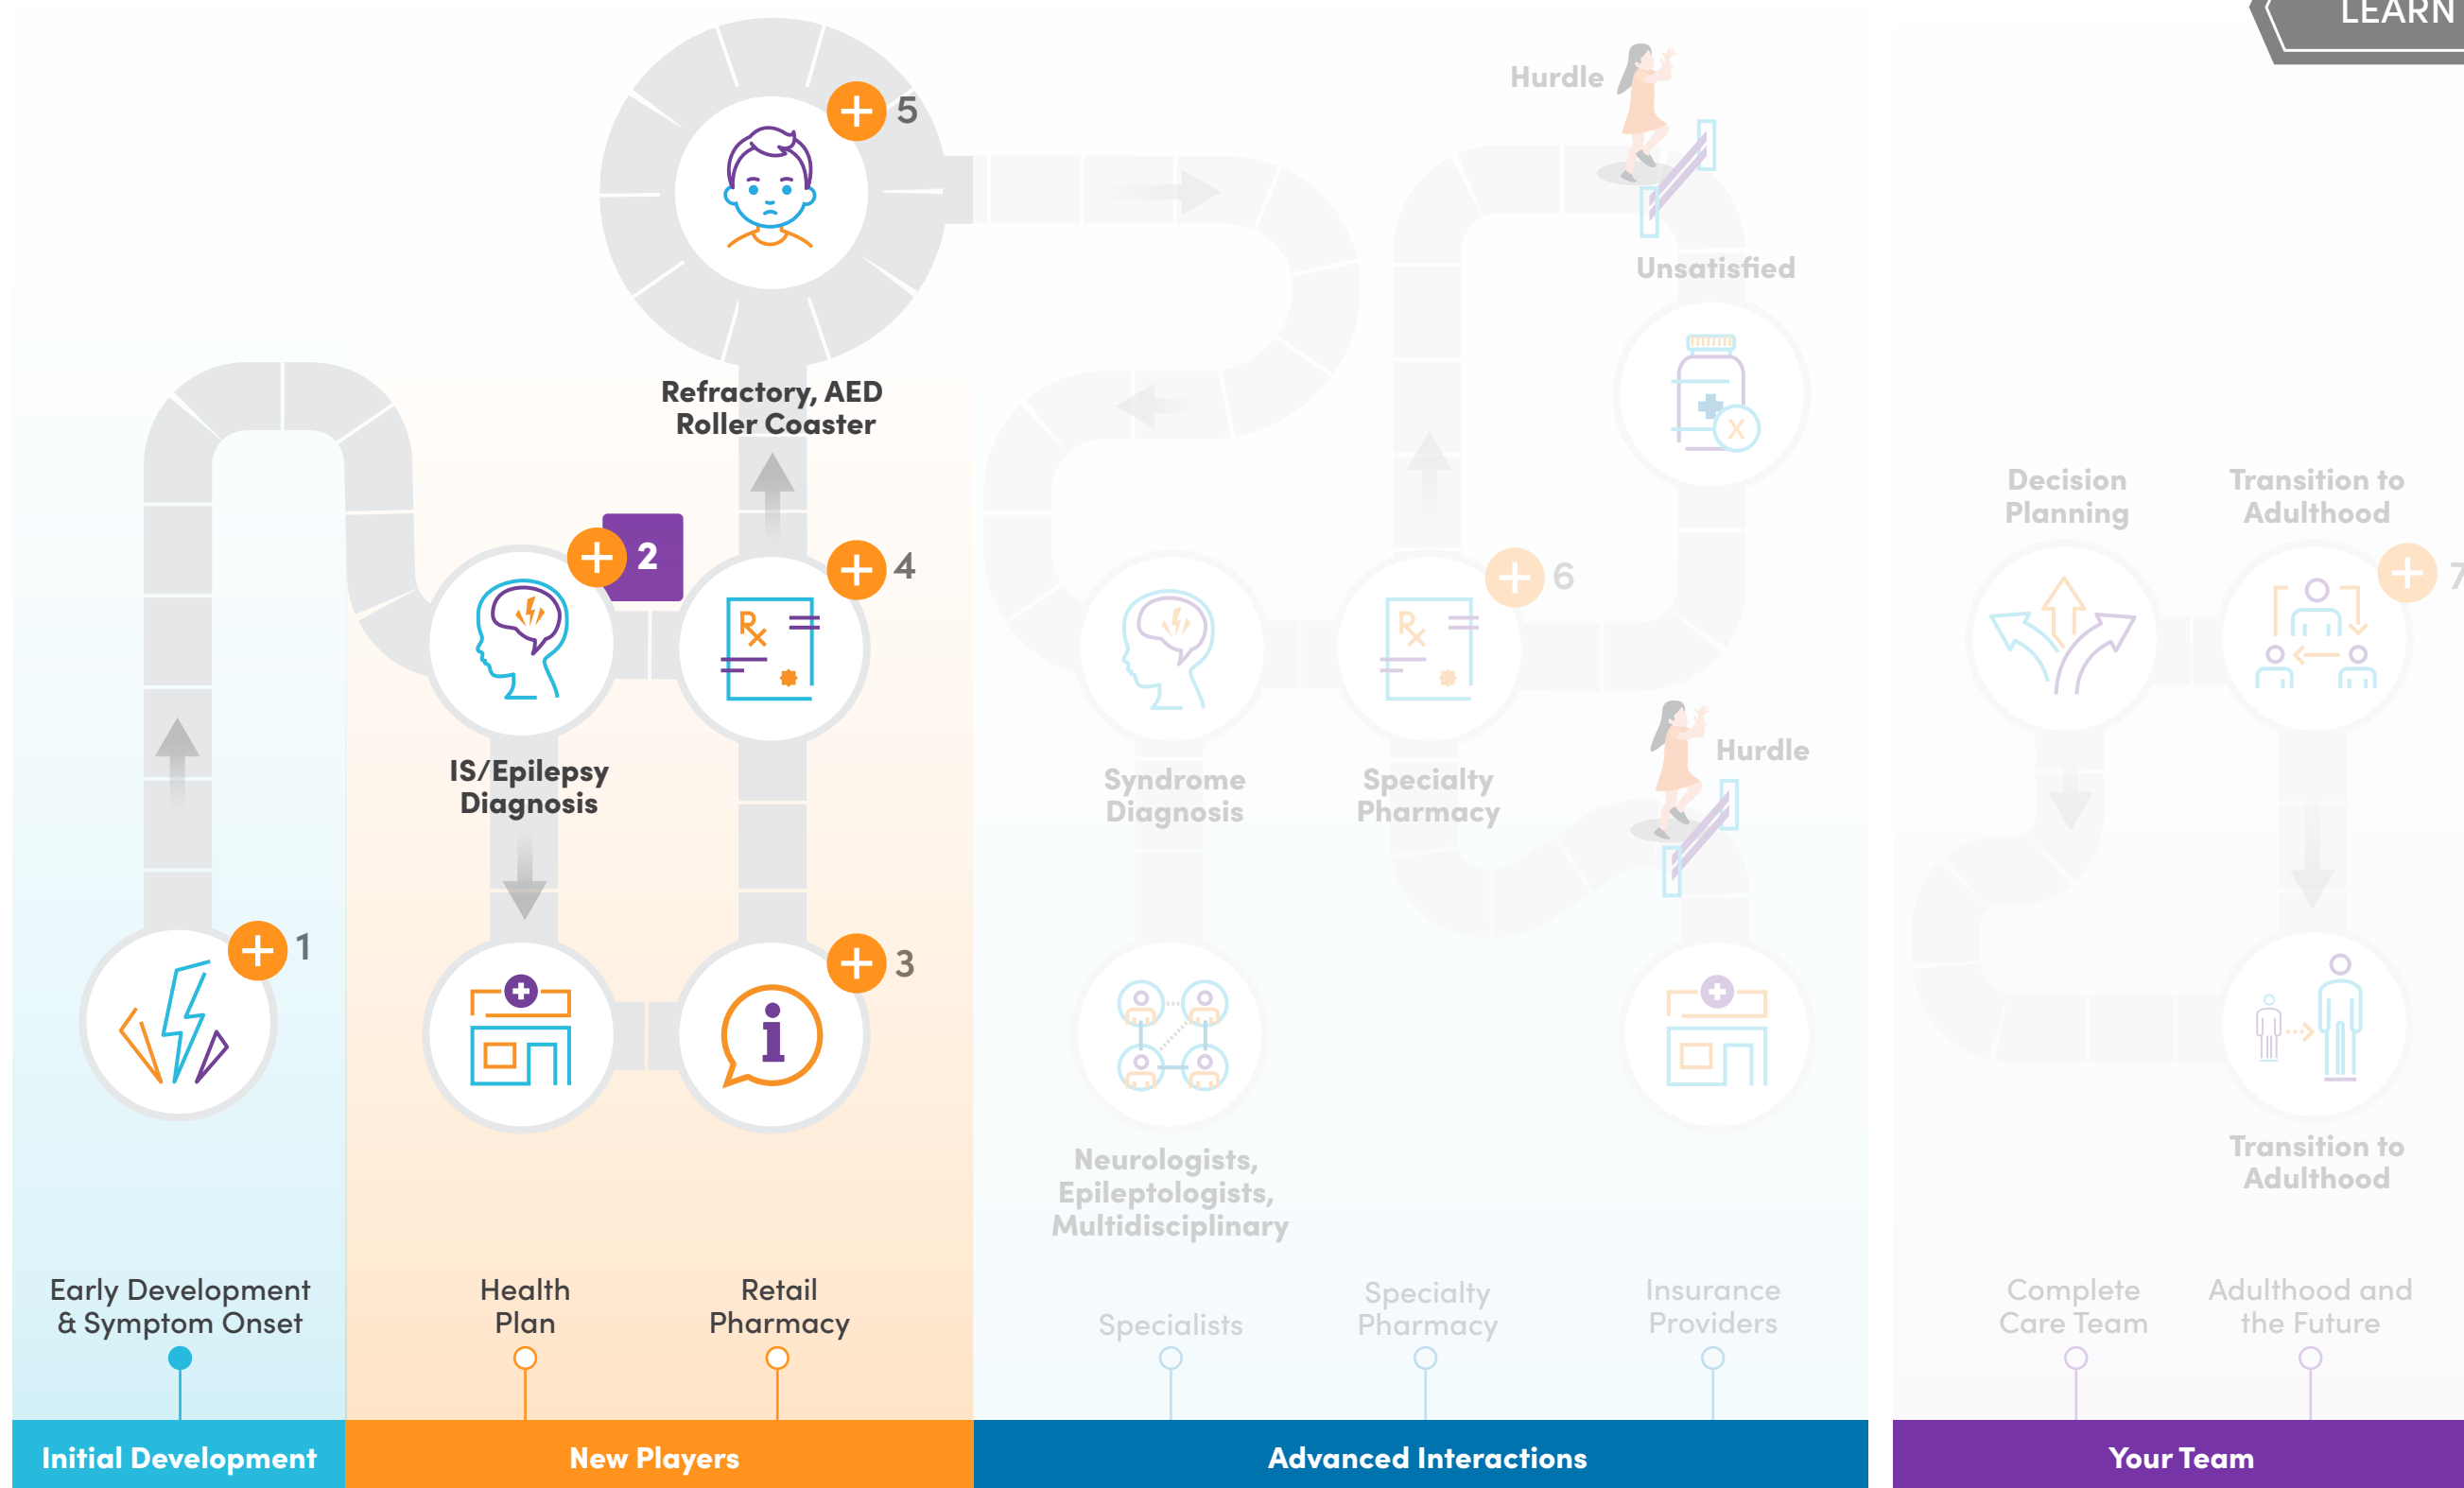 LEARN
Hurdle
5
Unsatisfied
Refractory, AED
Roller Coaster
X
Decision
Planning
Transition to
Adulthood
2
4
6
7
Rx
Rx
IS/Epilepsy
Diagnosis
Syndrome
Diagnosis
Specialty
Pharmacy
Hurdle
1
3
i
Neurologists,
Epileptologists,
Multidisciplinary
Transition to
Adulthood
Early Development
& Symptom Onset
Health
Plan
Retail
Pharmacy
Specialists
Specialty
Pharmacy
Insurance
Providers
Complete
Care Team
Adulthood and
the Future
Initial Development
New Players
Advanced Interactions
Your Team